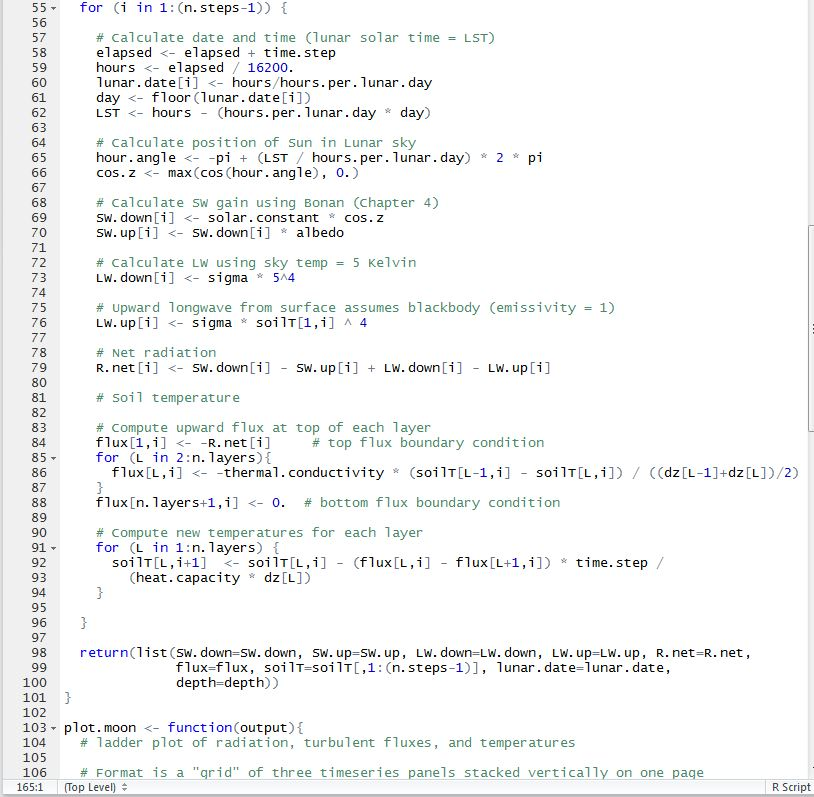 55 for (i in 1:(n.steps-1)) {
56
57 # Calculate date and time (lunar solar time = LST)
58 elapsed <- elapsed + time.step
59 hours <- elapsed / 16200.
60 lunar.date[i] <- hours/hours.per.lunar.day
61 day <- floor(lunar.date[i])
62 LST <- hours - (hours.per.lunar.day * day)
63
64 # Calculate position of Sun in Lunar sky
65 hour.angle <- -pi + (LST / hours.per.lunar.day) * 2 * pi
66 cos.z <- max(cos(hour.angle), 0.)
67
68 # Calculate SW gain using Bonan (Chapter 4)
69 SW.down[i] <- solar.constant * cos.z
70 SW.up[i] <- SW.down[i] * albedo
71
72 # Calculate LW using sky temp = 5 Kelvin
73 LW.down[i] <- sigma * 5^4
74
75 # Upward longwave from surface assumes blackbody (emissivity = 1)
76 LW.up[i] <- sigma * soilT[1,i] ^ 4
77
78 # Net radiation
79 R.net[i] <- SW.down[i] - SW.up[i] + LW.down[i] - LW.up[i]
80
81 # Soil temperature
82
83 # Compute upward flux at top of each layer
84 flux[1,i] <- -R.net[i] # top flux boundary condition
85 for (L in 2:n.layers){
86 flux[L,i] <- -thermal.conductivity * (soilT[L-1,i] - soilT[L,i]) / ((dz[L-1]+dz[L])/2)
87 }
88 flux[n.layers+1,i] <- 0. # bottom flux boundary condition
89
90 # Compute new temperatures for each layer
91 for (L in 1:n.layers) {
92 soilT[L,i+1] <- soilT[L,i] - (flux[L,i] - flux[L+1,i]) * time.step /
93 (heat.capacity * dz[L])
94 }
95
96 }
97
98 return(list(SW.down=SW.down, SW.up=SW.up, LW.down=LW.down, LW.up=LW.up, R.net=R.net,
99 flux=flux, soilT=soilT[,1:(n.steps-1)], lunar.date=lunar.date,
100 depth=depth))
101 }
102
103 plot.moon <- function(output){
104 # ladder plot of radiation, turbulent fluxes, and temperatures
105
106 # Format is a "grid" of three timeseries panels stacked vertically on one page
165:1 (Top Level) R Script